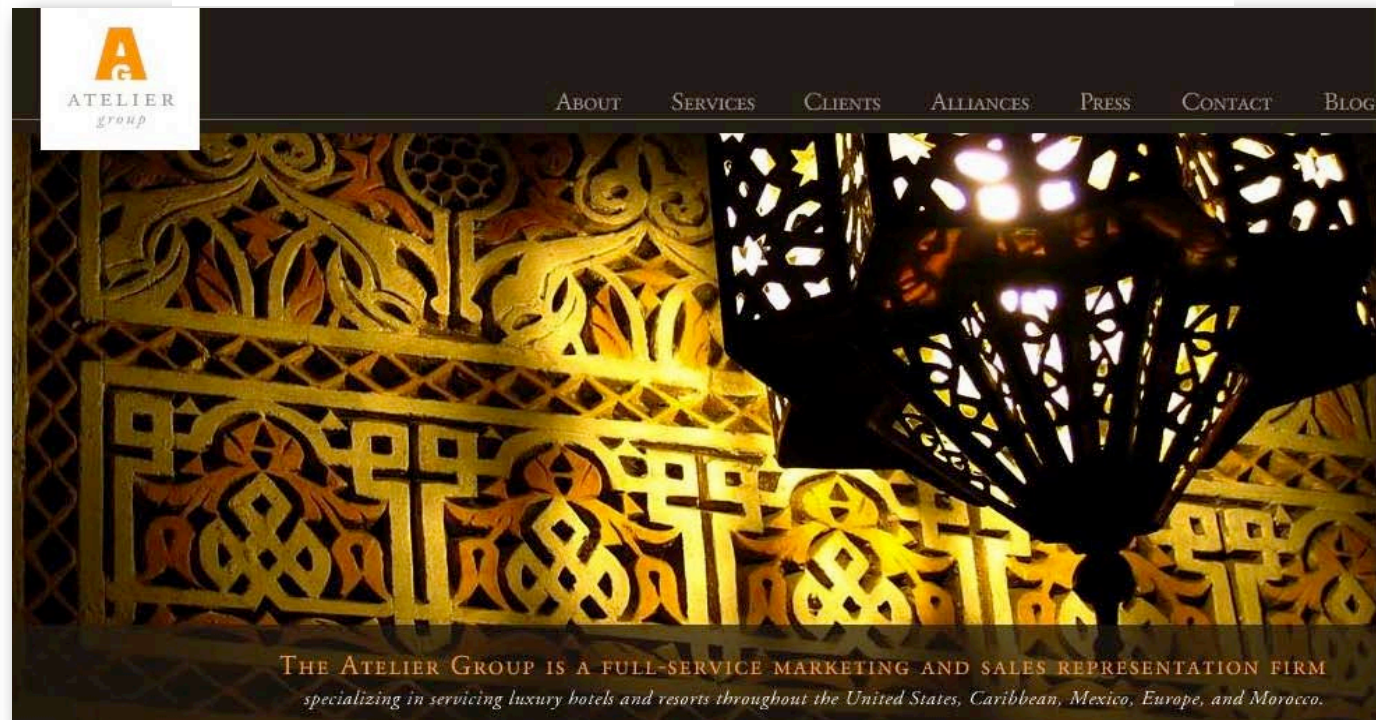 AG
ATELIER
group
About Services Clients Alliances Press Contact Blog
The Atelier Group is a full-service marketing and sales representation firm
specializing in servicing luxury hotels and resorts throughout the United States, Caribbean, Mexico, Europe, and Morocco.